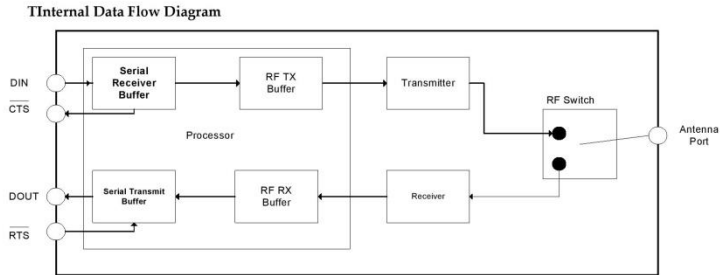 TInternal Data Flow Diagram
DIN
Serial
Receiver
Buffer
RF TX
Buffer
Transmitter
RF Switch
CTS
Processor
Antenna
Port
DOUT
Serial Transmit
Buffer
RF RX
Buffer
Receiver
RTS